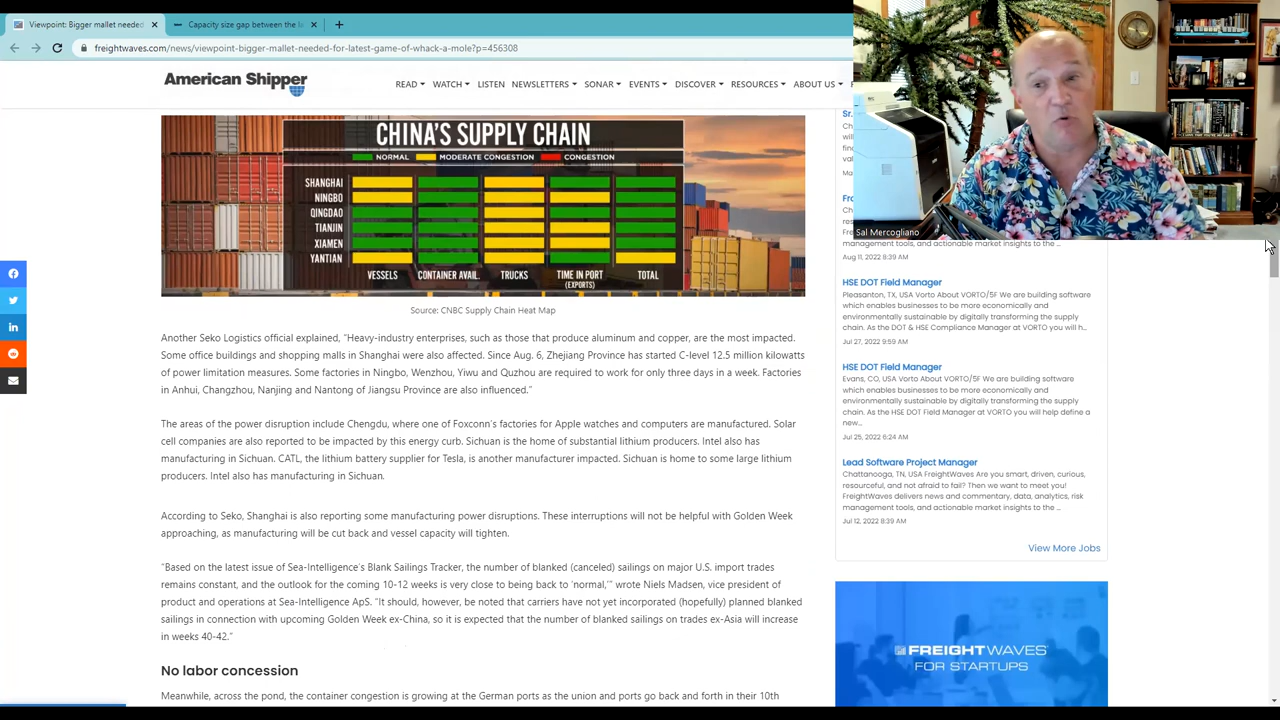 Viewpoint: Bigger mallet needed
Capacity size gap between the la
freightwaves.com/news/viewpoint-bigger-mallet-needed-for-latest-game-of-whack-a-mole?p=456308
American Shipper
READ WATCH LISTEN NEWSLETTERS SONAR EVENTS DISCOVER RESOURCES ABOUT US
CHINA'S SUPPLY CHAIN
NORMAL MODERATE CONGESTION CONGESTION
SHANGHAI
NINGBO
QINGDAO
TIANJIN
XIAMEN
YANTIAN
VESSELS CONTAINER AVAIL. TRUCKS TIME IN PORT (EXPORTS) TOTAL
Source: CNBC Supply Chain Heat Map
Another Seko Logistics official explained, “Heavy-industry enterprises, such as those that produce aluminum and copper, are the most impacted.
Some office buildings and shopping malls in Shanghai were also affected. Since Aug. 6, Zhejiang Province has started C-level 12.5 million kilowatts
of power limitation measures. Some factories in Ningbo, Wenzhou, Yiwu and Quzhou are required to work for only three days in a week. Factories
in Anhui, Changzhou, Nanjing and Nantong of Jiangsu Province are also influenced.”
The areas of the power disruption include Chengdu, where one of Foxconn’s factories for Apple watches and computers are manufactured. Solar
cell companies are also reported to be impacted by this energy curb. Sichuan is the home of substantial lithium producers. Intel also has
manufacturing in Sichuan. CATL, the lithium battery supplier for Tesla, is another manufacturer impacted. Sichuan is home to some large lithium
producers. Intel also has manufacturing in Sichuan.
According to Seko, Shanghai is also reporting some manufacturing power disruptions. These interruptions will not be helpful with Golden Week
approaching, as manufacturing will be cut back and vessel capacity will tighten.
“Based on the latest issue of Sea-Intelligence’s Blank Sailings Tracker, the number of blanked (canceled) sailings on major U.S. import trades
remains constant, and the outlook for the coming 10-12 weeks is very close to being back to ‘normal,’” wrote Niels Madsen, vice president of
product and operations at Sea-Intelligence ApS. “It should, however, be noted that carriers have not yet incorporated (hopefully) planned blanked
sailings in connection with upcoming Golden Week ex-China, so it is expected that the number of blanked sailings on trades ex-Asia will increase
in weeks 40-42.”
No labor concession
Meanwhile, across the pond, the container congestion is growing at the German ports as the union and ports go back and forth in their 10th
Sal Mercogliano
management tools, and actionable market insights to the ...
Aug 11, 2022 8:39 AM
HSE DOT Field Manager
Pleasanton, TX, USA Vorto About VORTO/5F We are building software
which enables businesses to be more economically and
environmentally sustainable by digitally transforming the supply
chain. As the DOT & HSE Compliance Manager at VORTO you will h...
Jul 27, 2022 9:59 AM
HSE DOT Field Manager
Evans, CO, USA Vorto About VORTO/5F We are building software
which enables businesses to be more economically and
environmentally sustainable by digitally transforming the supply
chain. As the HSE DOT Field Manager at VORTO you will help define a
new...
Jul 25, 2022 6:24 AM
Lead Software Project Manager
Chattanooga, TN, USA FreightWaves Are you smart, driven, curious,
resourceful, and not afraid to fail? Then we want to meet you!
FreightWaves delivers news and commentary, data, analytics, risk
management tools, and actionable market insights to the ...
Jul 12, 2022 8:39 AM
View More Jobs
FREIGHTWAVES
FOR STARTUPS